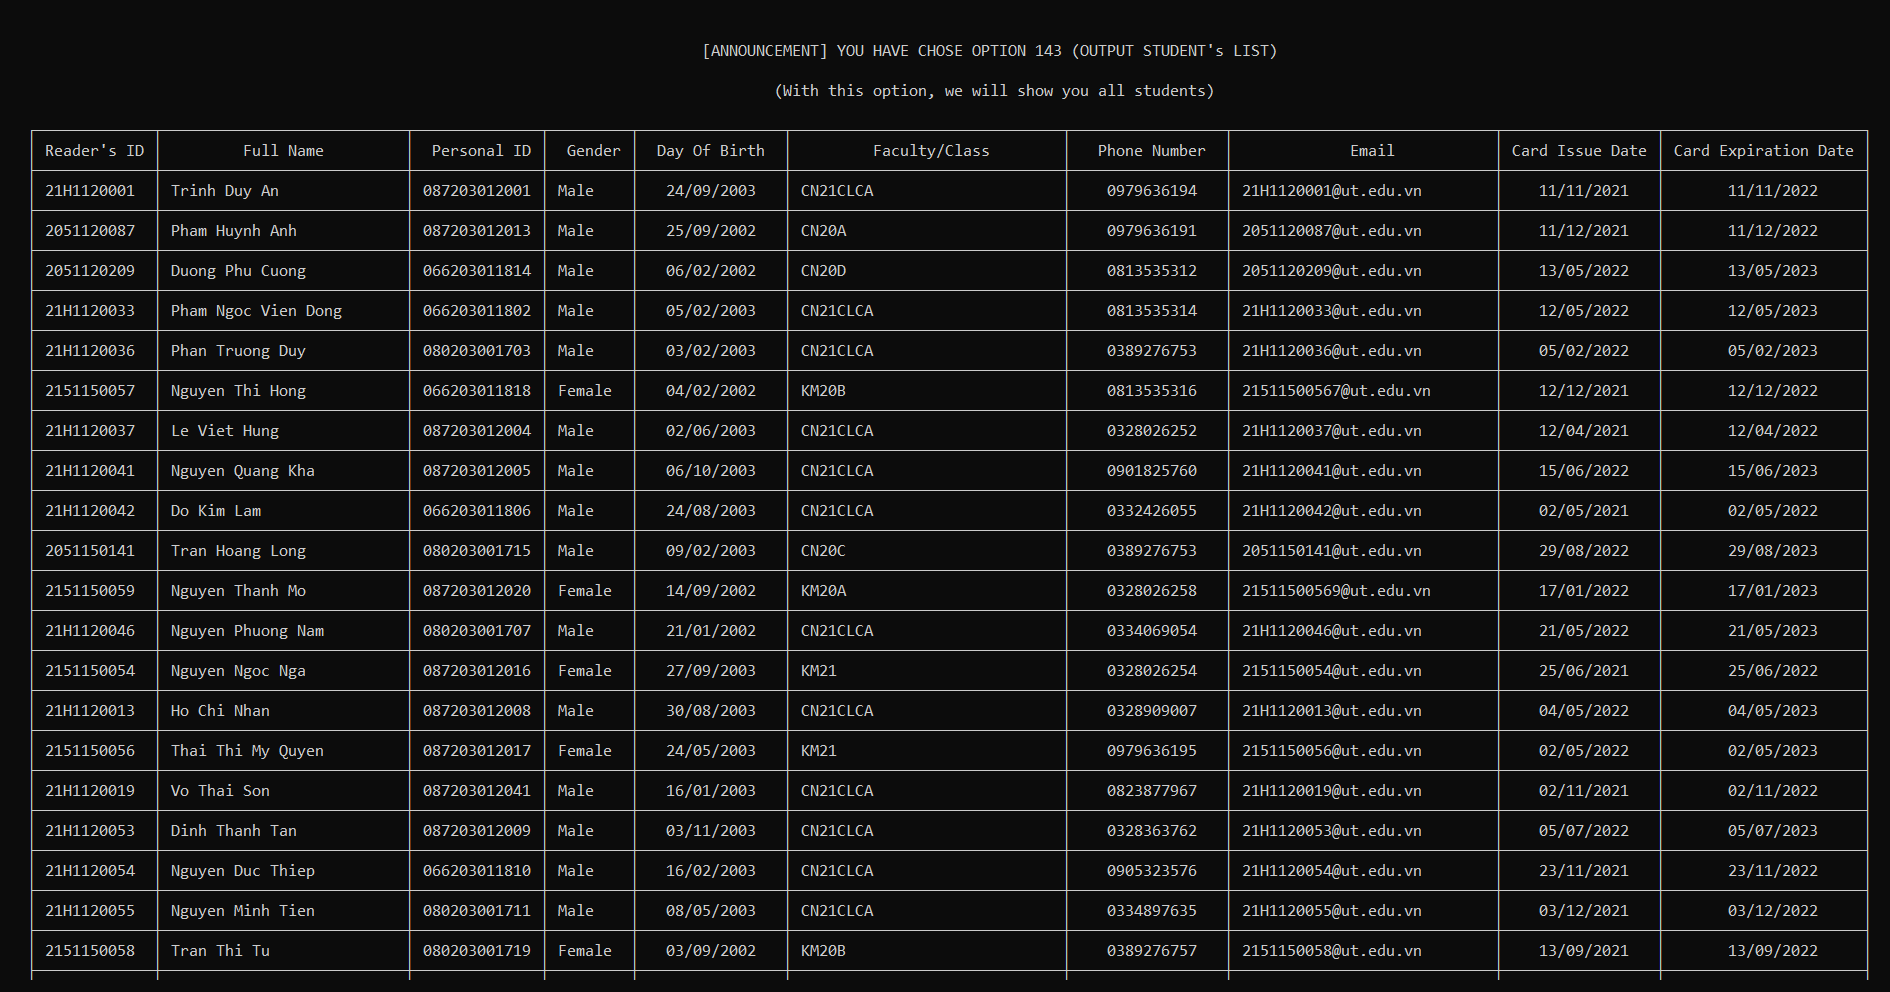 [ANNOUNCEMENT] YOU HAVE CHOSE OPTION 143 (OUTPUT STUDENT's LIST)
(With this option, we will show you all students)
Reader's ID Full Name Personal ID Gender Day Of Birth Faculty/Class Phone Number Email Card Issue Date Card Expiration Date
21H1120001 Trinh Duy An 087203012001 Male 24/09/2003 CN21CLCA 0979636194 21H1120001@ut.edu.vn 11/11/2021 11/11/2022
2051120087 Pham Huynh Anh 087203012013 Male 25/09/2002 CN20A 0979636191 2051120087@ut.edu.vn 11/12/2021 11/12/2022
2051120209 Duong Phu Cuong 066203011814 Male 06/02/2002 CN20D 0813535312 2051120209@ut.edu.vn 13/05/2022 13/05/2023
21H1120033 Pham Ngoc Vien Dong 066203011802 Male 05/02/2003 CN21CLCA 0813535314 21H1120033@ut.edu.vn 12/05/2022 12/05/2023
21H1120036 Phan Truong Duy 080203001703 Male 03/02/2003 CN21CLCA 0389276753 21H1120036@ut.edu.vn 05/02/2022 05/02/2023
2151150057 Nguyen Thi Hong 066203011818 Female 04/02/2002 KM20B 0813535316 21511500567@ut.edu.vn 12/12/2021 12/12/2022
21H1120037 Le Viet Hung 087203012004 Male 02/06/2003 CN21CLCA 0328026252 21H1120037@ut.edu.vn 12/04/2021 12/04/2022
21H1120041 Nguyen Quang Kha 087203012005 Male 06/10/2003 CN21CLCA 0901825760 21H1120041@ut.edu.vn 15/06/2022 15/06/2023
21H1120042 Do Kim Lam 066203011806 Male 24/08/2003 CN21CLCA 0332426055 21H1120042@ut.edu.vn 02/05/2021 02/05/2022
2051150141 Tran Hoang Long 080203001715 Male 09/02/2003 CN20C 0389276753 2051150141@ut.edu.vn 29/08/2022 29/08/2023
2151150059 Nguyen Thanh Mo 087203012020 Female 14/09/2002 KM20A 0328026258 21511500569@ut.edu.vn 17/01/2022 17/01/2023
21H1120046 Nguyen Phuong Nam 080203001707 Male 21/01/2002 CN21CLCA 0334069054 21H1120046@ut.edu.vn 21/05/2022 21/05/2023
2151150054 Nguyen Ngoc Nga 087203012016 Female 27/09/2003 KM21 0328026254 2151150054@ut.edu.vn 25/06/2021 25/06/2022
21H1120013 Ho Chi Nhan 087203012008 Male 30/08/2003 CN21CLCA 0328909007 21H1120013@ut.edu.vn 04/05/2022 04/05/2023
2151150056 Thai Thi My Quyen 087203012017 Female 24/05/2003 KM21 0979636195 2151150056@ut.edu.vn 02/05/2022 02/05/2023
21H1120019 Vo Thai Son 087203012041 Male 16/01/2003 CN21CLCA 0823877967 21H1120019@ut.edu.vn 02/11/2021 02/11/2022
21H1120053 Dinh Thanh Tan 087203012009 Male 03/11/2003 CN21CLCA 0328363762 21H1120053@ut.edu.vn 05/07/2022 05/07/2023
21H1120054 Nguyen Duc Thiep 066203011810 Male 16/02/2003 CN21CLCA 0905323576 21H1120054@ut.edu.vn 23/11/2021 23/11/2022
21H1120055 Nguyen Minh Tien 080203001711 Male 08/05/2003 CN21CLCA 0334897635 21H1120055@ut.edu.vn 03/12/2021 03/12/2022
2151150058 Tran Thi Tu 080203001719 Female 03/09/2002 KM20B 0389276757 2151150058@ut.edu.vn 13/09/2021 13/09/2022